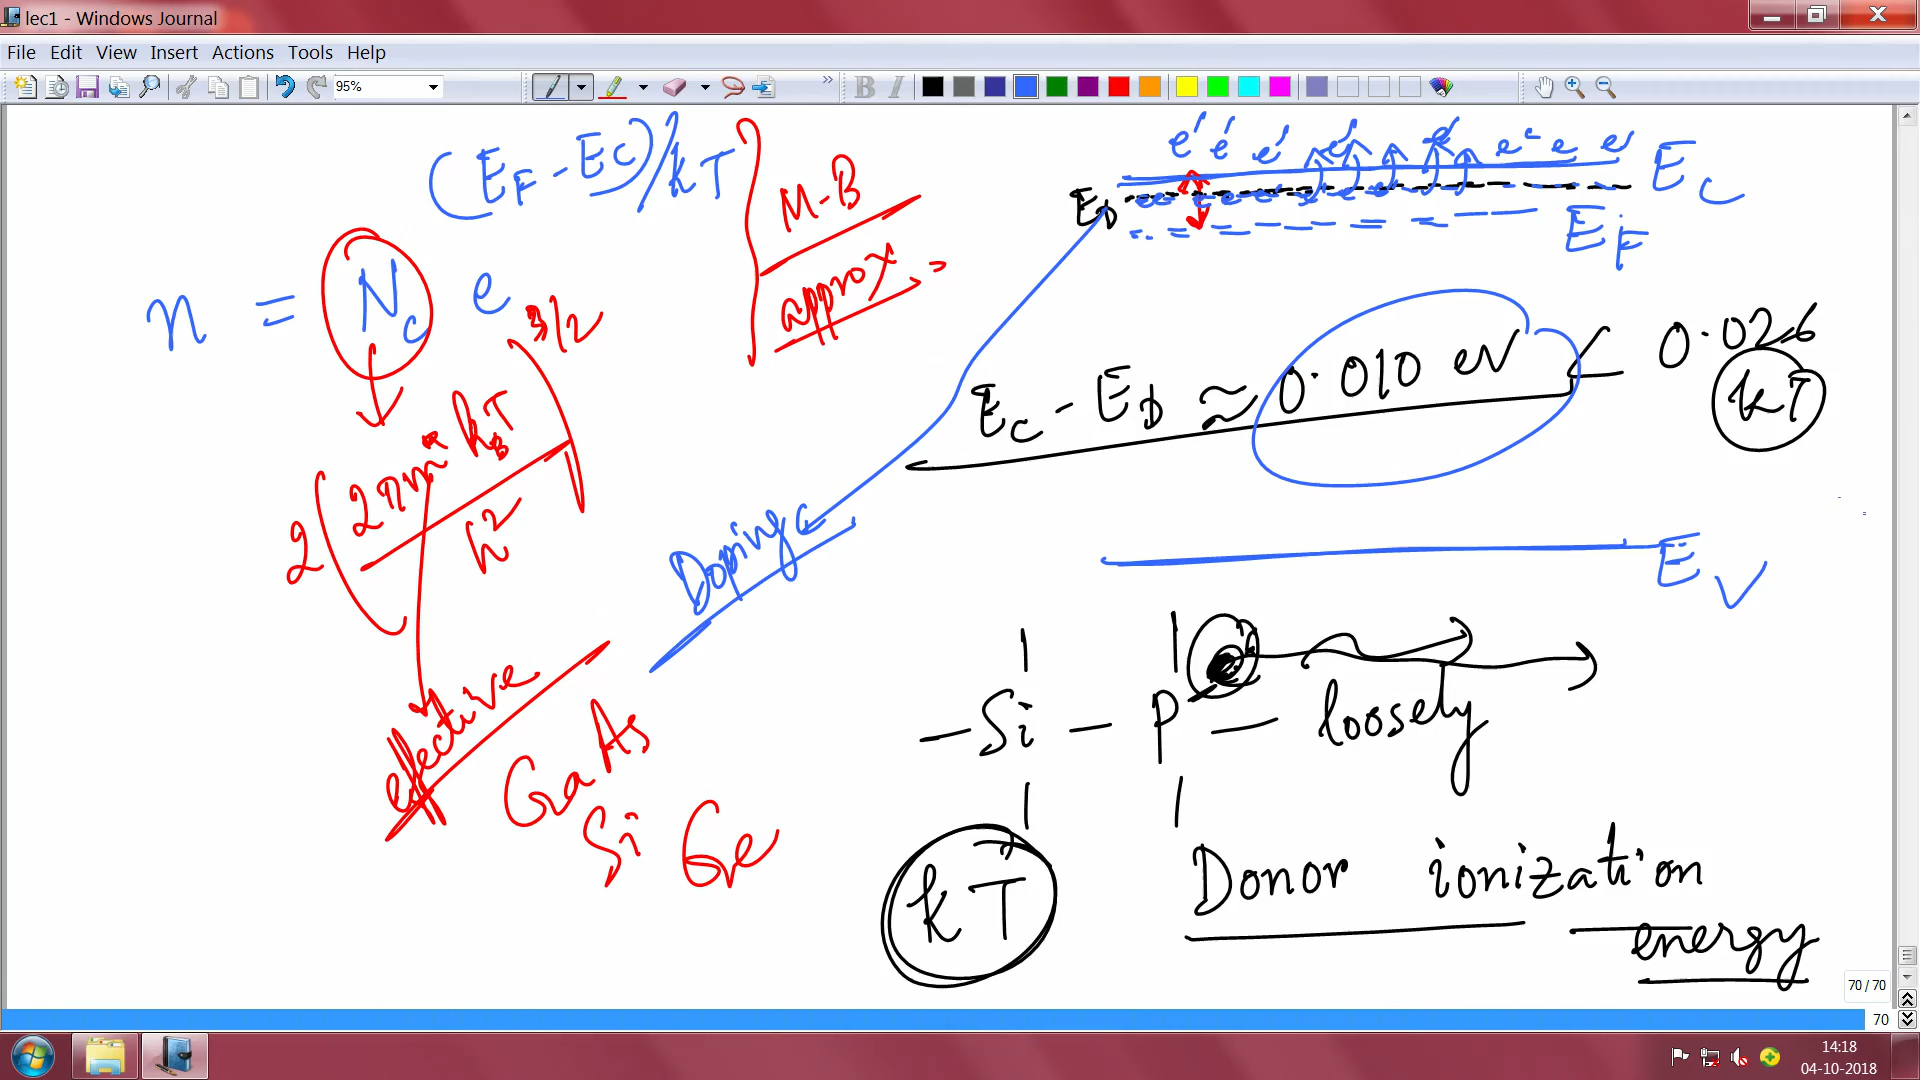 lec1 - Windows Journal
File Edit View Insert Actions Tools Help
95%
n = Nc e (EF - EC)/kT
M-B
approx
2 (2πm* kBT / h²) 3/2
effective
GaAs
Si Ge
Doping
e e e e e e e e
EC
ED
e e e e e
EF
EC - ED ≈ 0.010 eV < 0.026
kT
EV
- Si - P - loosely
kT
Donor ionization
energy
70 / 70
70
14:18
04-10-2018